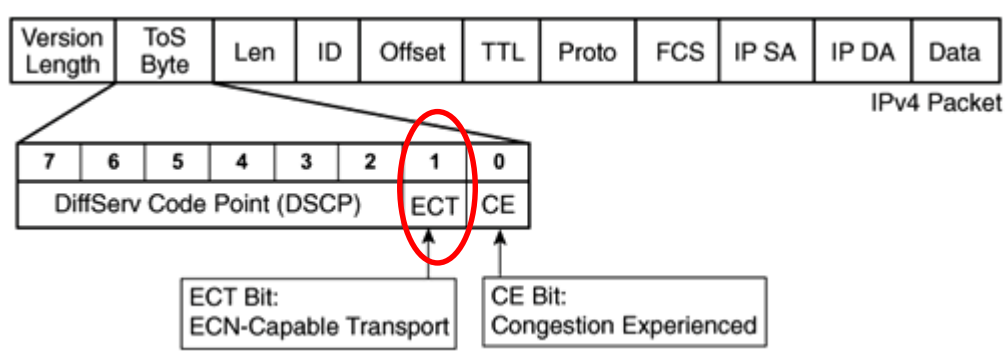 Version Length ToS Byte Len ID Offset TTL Proto FCS IP SA IP DA Data
IPv4 Packet
7 6 5 4 3 2 1 0
DiffServ Code Point (DSCP) ECT CE
ECT Bit:
ECN-Capable Transport
CE Bit:
Congestion Experienced